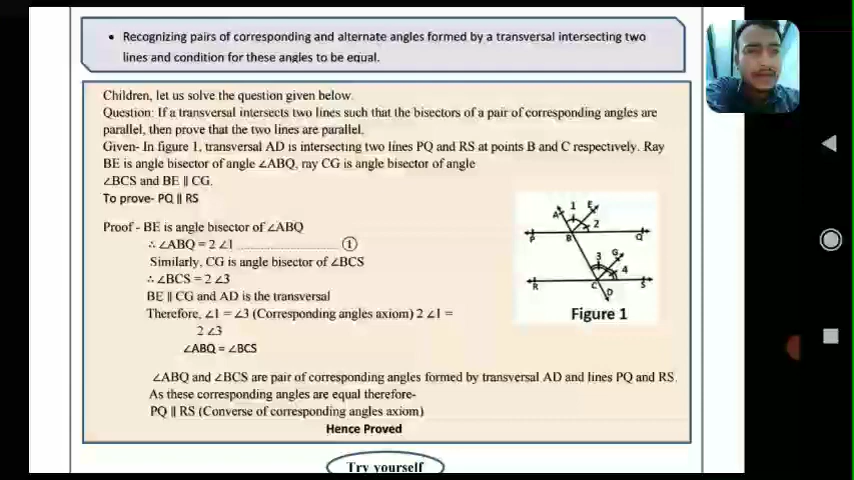 • Recognizing pairs of corresponding and alternate angles formed by a transversal intersecting two
lines and condition for these angles to be equal.
Children, let us solve the question given below.
Question: If a transversal intersects two lines such that the bisectors of a pair of corresponding angles are
parallel, then prove that the two lines are parallel.
Given- In figure 1, transversal AD is intersecting two lines PQ and RS at points B and C respectively. Ray
BE is angle bisector of angle ∠ABQ, ray CG is angle bisector of angle
∠BCS and BE ∥ CG.
To prove- PQ ∥ RS
Proof - BE is angle bisector of ∠ABQ
∴ ∠ABQ = 2 ∠1 .......................... ①
Similarly, CG is angle bisector of ∠BCS
∴ ∠BCS = 2 ∠3
BE ∥ CG and AD is the transversal
Therefore, ∠1 = ∠3 (Corresponding angles axiom) 2 ∠1 =
2 ∠3
∠ABQ = ∠BCS
A 1 E
2
P B Q
3 G
4
R C S
D
Figure 1
∠ABQ and ∠BCS are pair of corresponding angles formed by transversal AD and lines PQ and RS.
As these corresponding angles are equal therefore-
PQ ∥ RS (Converse of corresponding angles axiom)
Hence Proved
Try yourself